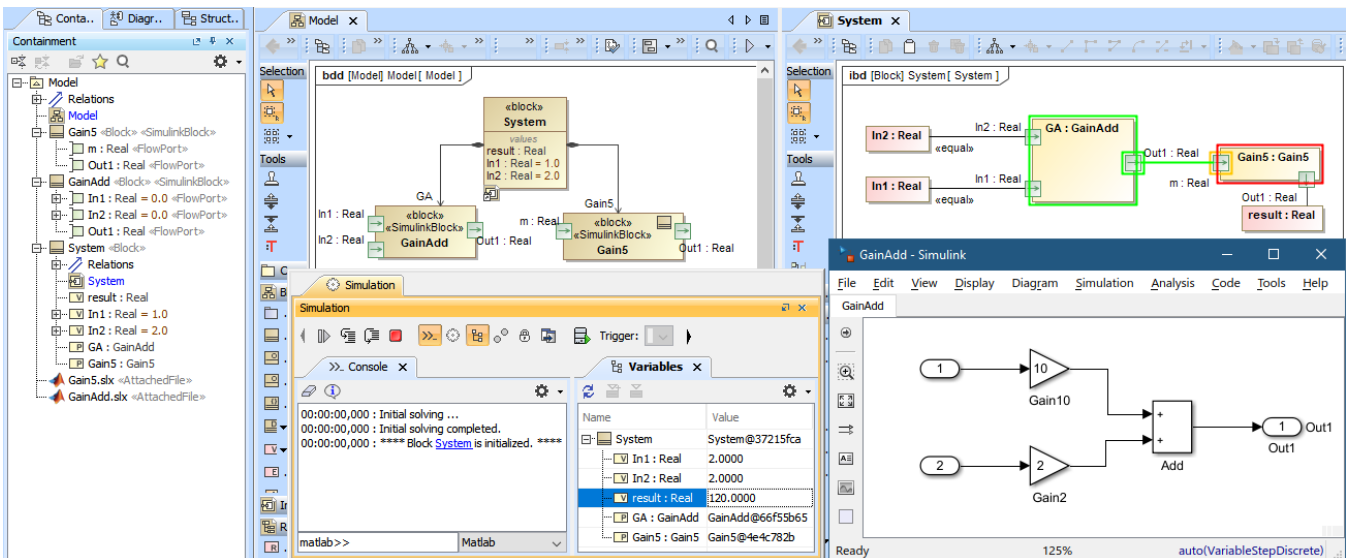 Conta..
Diagr..
Struct..
Containment
Model
Relations
Model
Gain5 «Block» «SimulinkBlock»
m : Real «FlowPort»
Out1 : Real «FlowPort»
GainAdd «Block» «SimulinkBlock»
In1 : Real = 0.0 «FlowPort»
In2 : Real = 0.0 «FlowPort»
Out1 : Real «FlowPort»
System «Block»
Relations
System
result : Real
In1 : Real = 1.0
In2 : Real = 2.0
GA : GainAdd
Gain5 : Gain5
Gain5.slx «AttachedFile»
GainAdd.slx «AttachedFile»
Model
Selection
Tools
bdd [Model] Model[ Model ]
«block»
System
values
result : Real
In1 : Real = 1.0
In2 : Real = 2.0
GA
Gain5
In1 : Real
In2 : Real
«block»
«SimulinkBlock»
GainAdd
Out1 : Real
m : Real
«block»
«SimulinkBlock»
Gain5
Out1 : Real
System
Selection
Tools
ibd [Block] System[ System ]
In2 : Real
In2 : Real
«equal»
GA : GainAdd
Out1 : Real
Gain5 : Gain5
In1 : Real
In1 : Real
«equal»
m : Real
Out1 : Real
result : Real
Simulation
Simulation
Trigger:
Console
00:00:00,000 : Initial solving ...
00:00:00,000 : Initial solving completed.
00:00:00,000 : **** Block System is initialized. ****
matlab>>
Matlab
Variables
Name Value
System System@37215fca
In1 : Real 2.0000
In2 : Real 2.0000
result : Real 120.0000
GA : GainAdd GainAdd@66f55b65
Gain5 : Gain5 Gain5@4e4c782b
GainAdd - Simulink
File Edit View Display Diagram Simulation Analysis Code Tools Help
GainAdd
1
10
Gain10
2
2
Gain2
+
+
Add
1
Out1
Out1
Ready
125%
auto(VariableStepDiscrete)